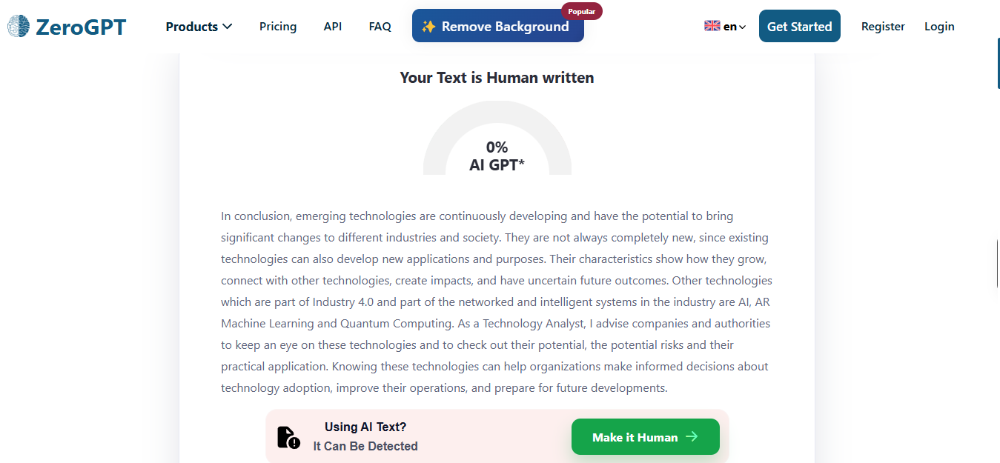 ZeroGPT
Products
Pricing
API
FAQ
Remove Background
Popular
en
Get Started
Register
Login
Your Text is Human written
0%
AI GPT*
In conclusion, emerging technologies are continuously developing and have the potential to bring
significant changes to different industries and society. They are not always completely new, since existing
technologies can also develop new applications and purposes. Their characteristics show how they grow,
connect with other technologies, create impacts, and have uncertain future outcomes. Other technologies
which are part of Industry 4.0 and part of the networked and intelligent systems in the industry are AI, AR
Machine Learning and Quantum Computing. As a Technology Analyst, I advise companies and authorities
to keep an eye on these technologies and to check out their potential, the potential risks and their
practical application. Knowing these technologies can help organizations make informed decisions about
technology adoption, improve their operations, and prepare for future developments.
Using AI Text?
It Can Be Detected
Make it Human